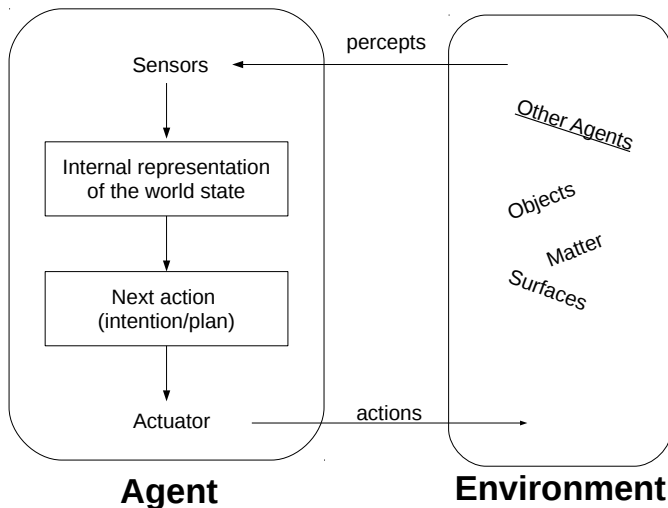 percepts
Sensors
Other Agents
Internal representation
of the world state
Objects
Matter
Surfaces
Next action
(intention/plan)
Actuator
actions
Agent
Environment